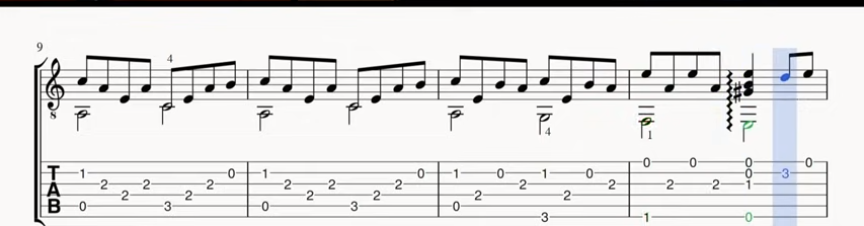 9
4
8
4 1
0 0 0 0
T 1 0 1 0 1 0 1 0 0 3
2 2 2 2 2 2 2 2 2 2 1
A 2 2 2 2 2 2
B 0 3 0 3 0
3 1 0